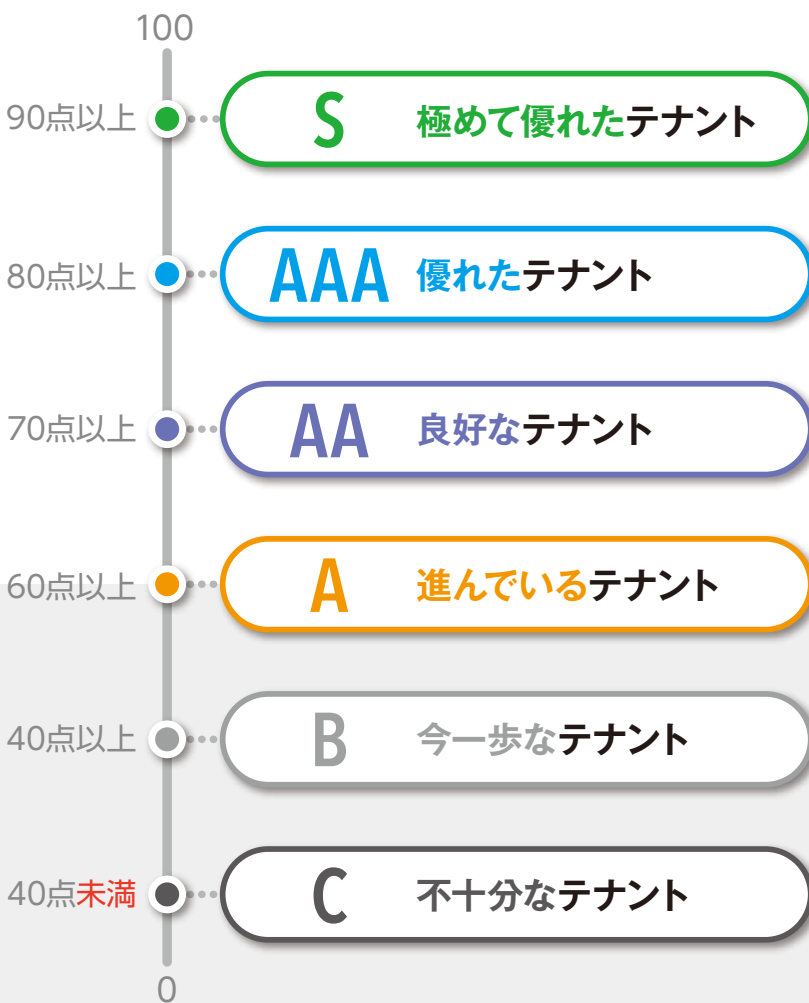 100
90点以上 S 極めて優れたテナント
80点以上 AAA 優れたテナント
70点以上 AA 良好なテナント
60点以上 A 進んでいるテナント
40点以上 B 今一歩なテナント
40点未満 C 不十分なテナント
0